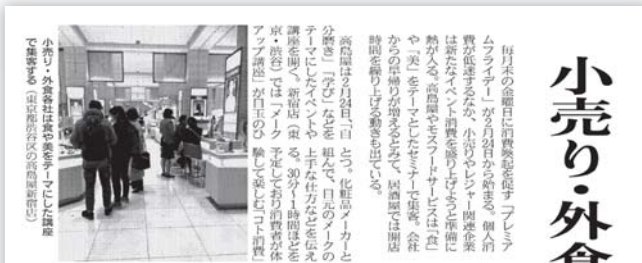 小売り・外食
毎月末の金曜日に消費喚起を促す「プレミア
ムフライデー」が2月24日から始まる。個人消
費が低迷するなか、小売りやレジャー関連企業
は新たなイベント消費を盛り上げようと準備に
熱が入る。高島屋やモスフードサービスは「食」
や「美」をテーマとしたセミナーで集客。会社
からの早帰りが増えるとみて、居酒屋では開店
時間を繰り上げる動きも出ている。
高島屋は2月24日、「自
分磨き」「学び」などを
テーマにしたイベントや
講座を開く。新宿店（東
京・渋谷）では「メーク
アップ講座」が目玉のひ
とつ。化粧品メーカーと
組んで、目元のメークの
上手な仕方などを伝え
る。30分〜1時間ほどを
予定しており消費者が体
験して楽しむ「コト消費」
小売り・外食各社は食や美をテーマにした講座
で集客する（東京都渋谷区の高島屋新宿店）